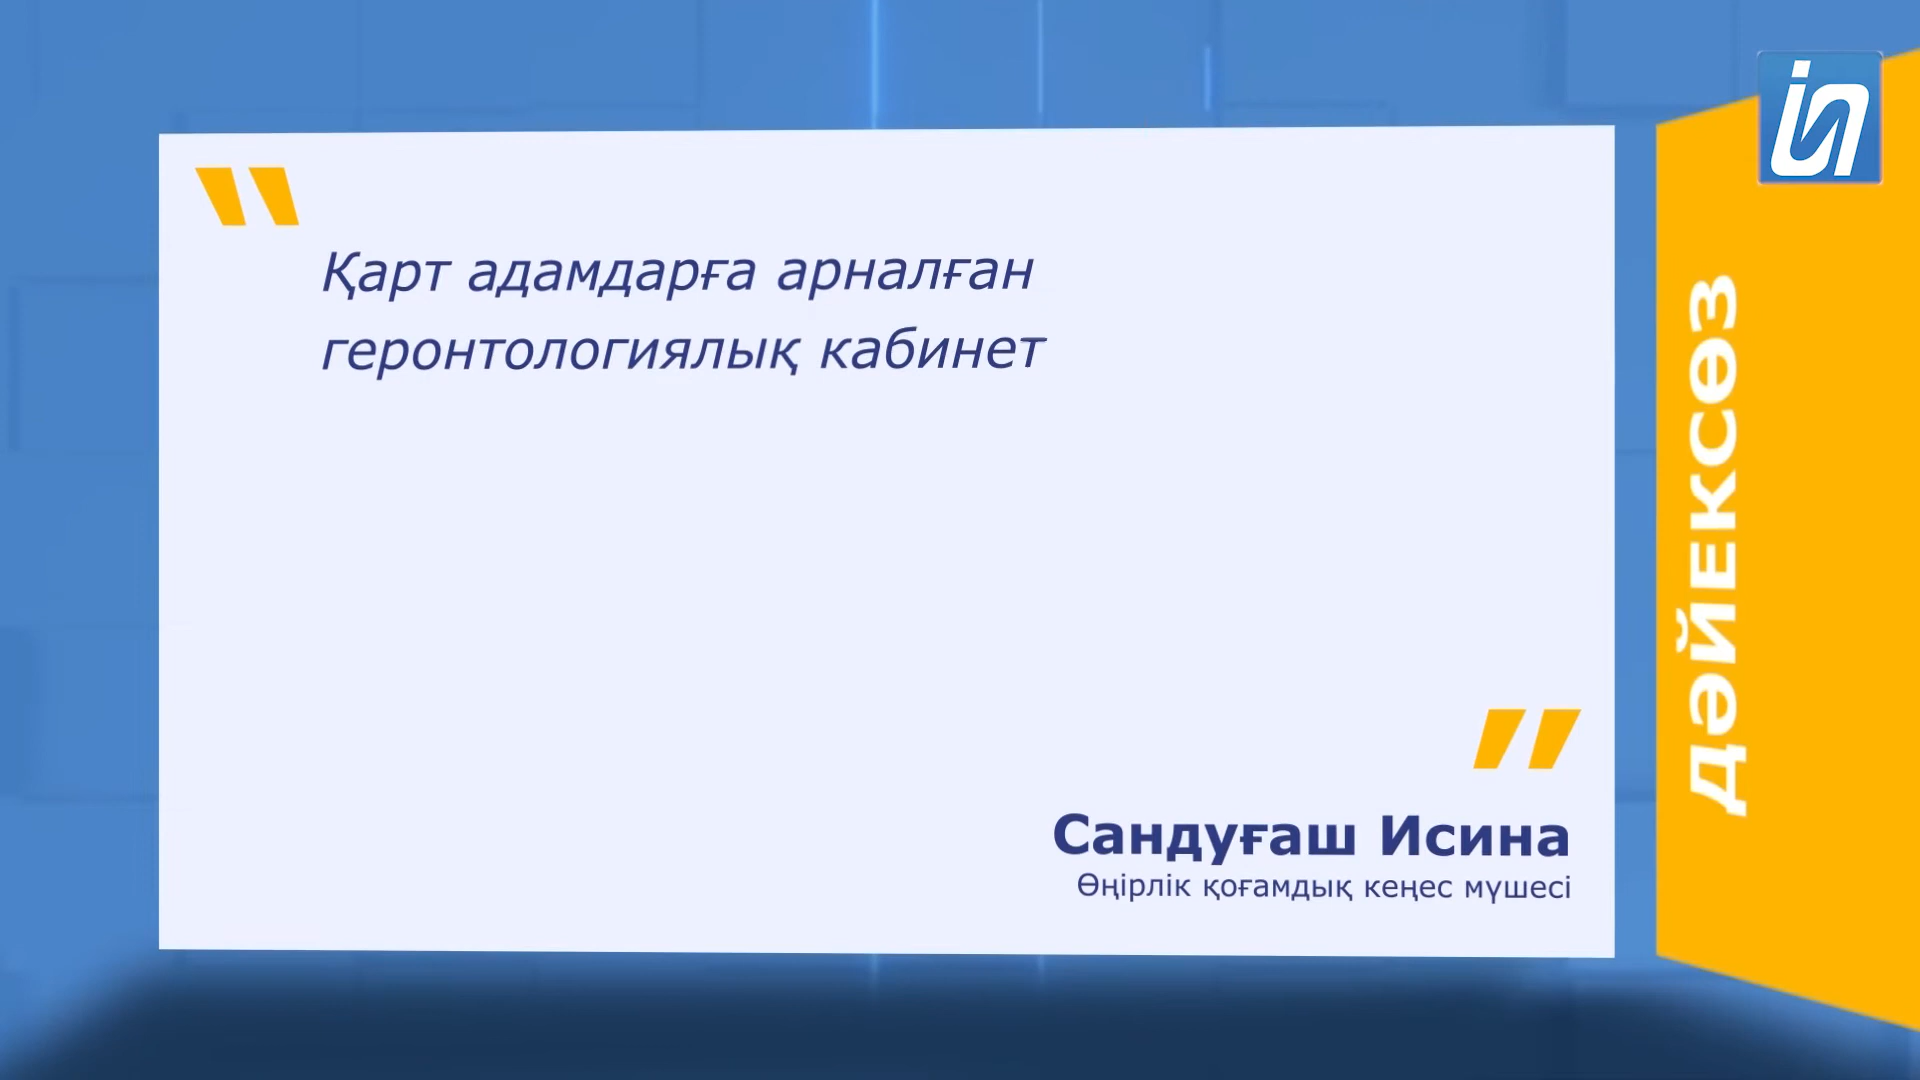 Қарт адамдарға арналған
геронтологиялық кабинет
Сандуғаш Исина
Өңірлік қоғамдық кеңес мүшесі
ДӘЙЕКСӨЗ